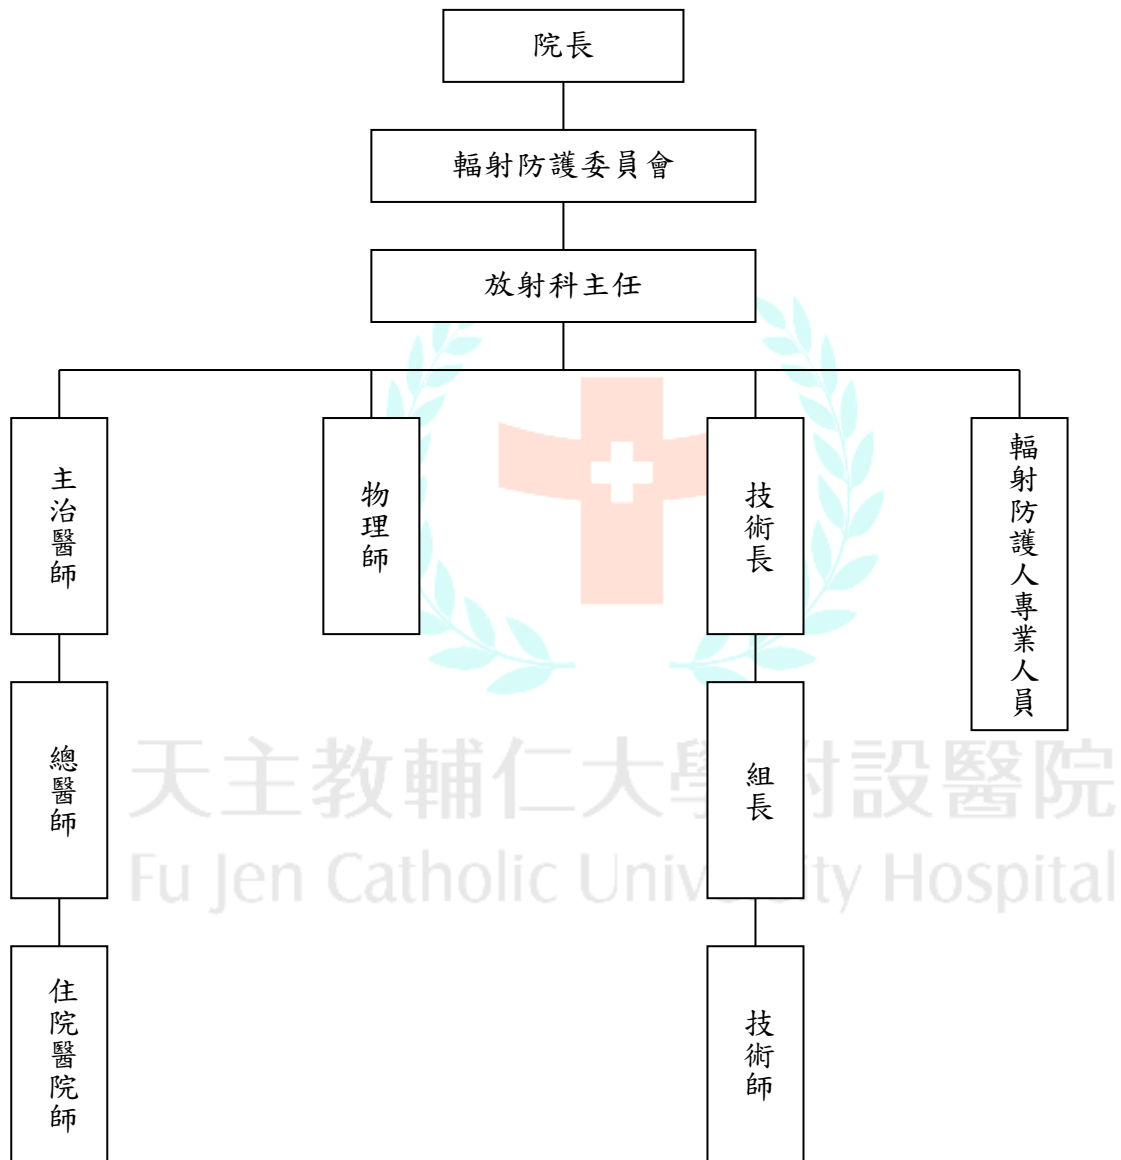 院長
輻射防護委員會
放射科主任
主治醫師
物理師
技術長
輻射防護人專業人員
總醫師
組長
住院醫院師
技術師
天主教輔仁大學附設醫院
Fu Jen Catholic University Hospital